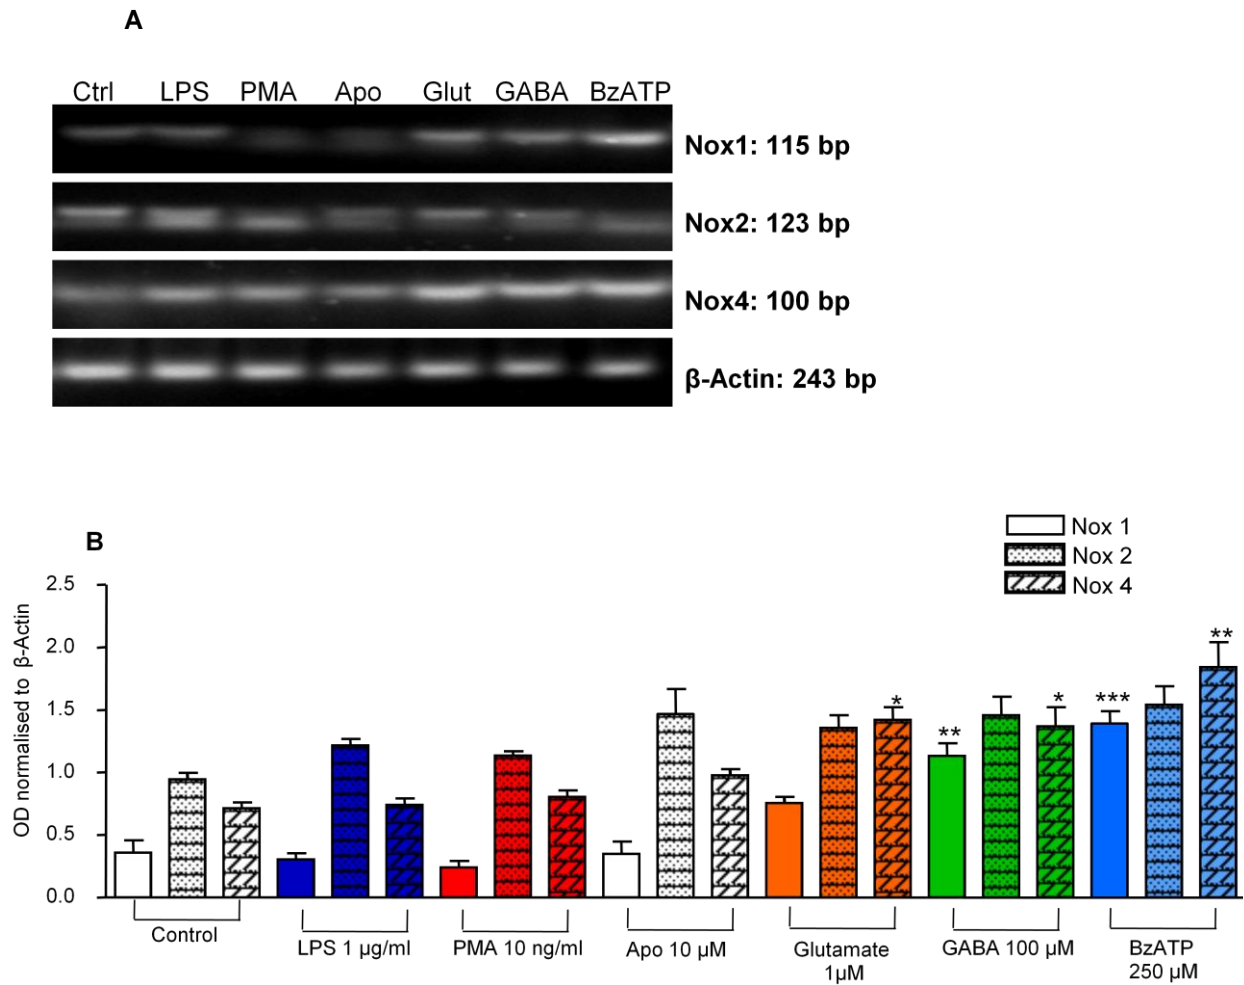 A
Ctrl LPS PMA Apo Glut GABA BzATP
Nox1: 115 bp
Nox2: 123 bp
Nox4: 100 bp
β-Actin: 243 bp
B
Nox 1
Nox 2
Nox 4
OD normalised to β-Actin
2.5
2.0
1.5
1.0
0.5
0.0
*
**
*
***
**
Control
LPS 1 µg/ml
PMA 10 ng/ml
Apo 10 µM
Glutamate
1µM
GABA 100 µM
BzATP
250 µM